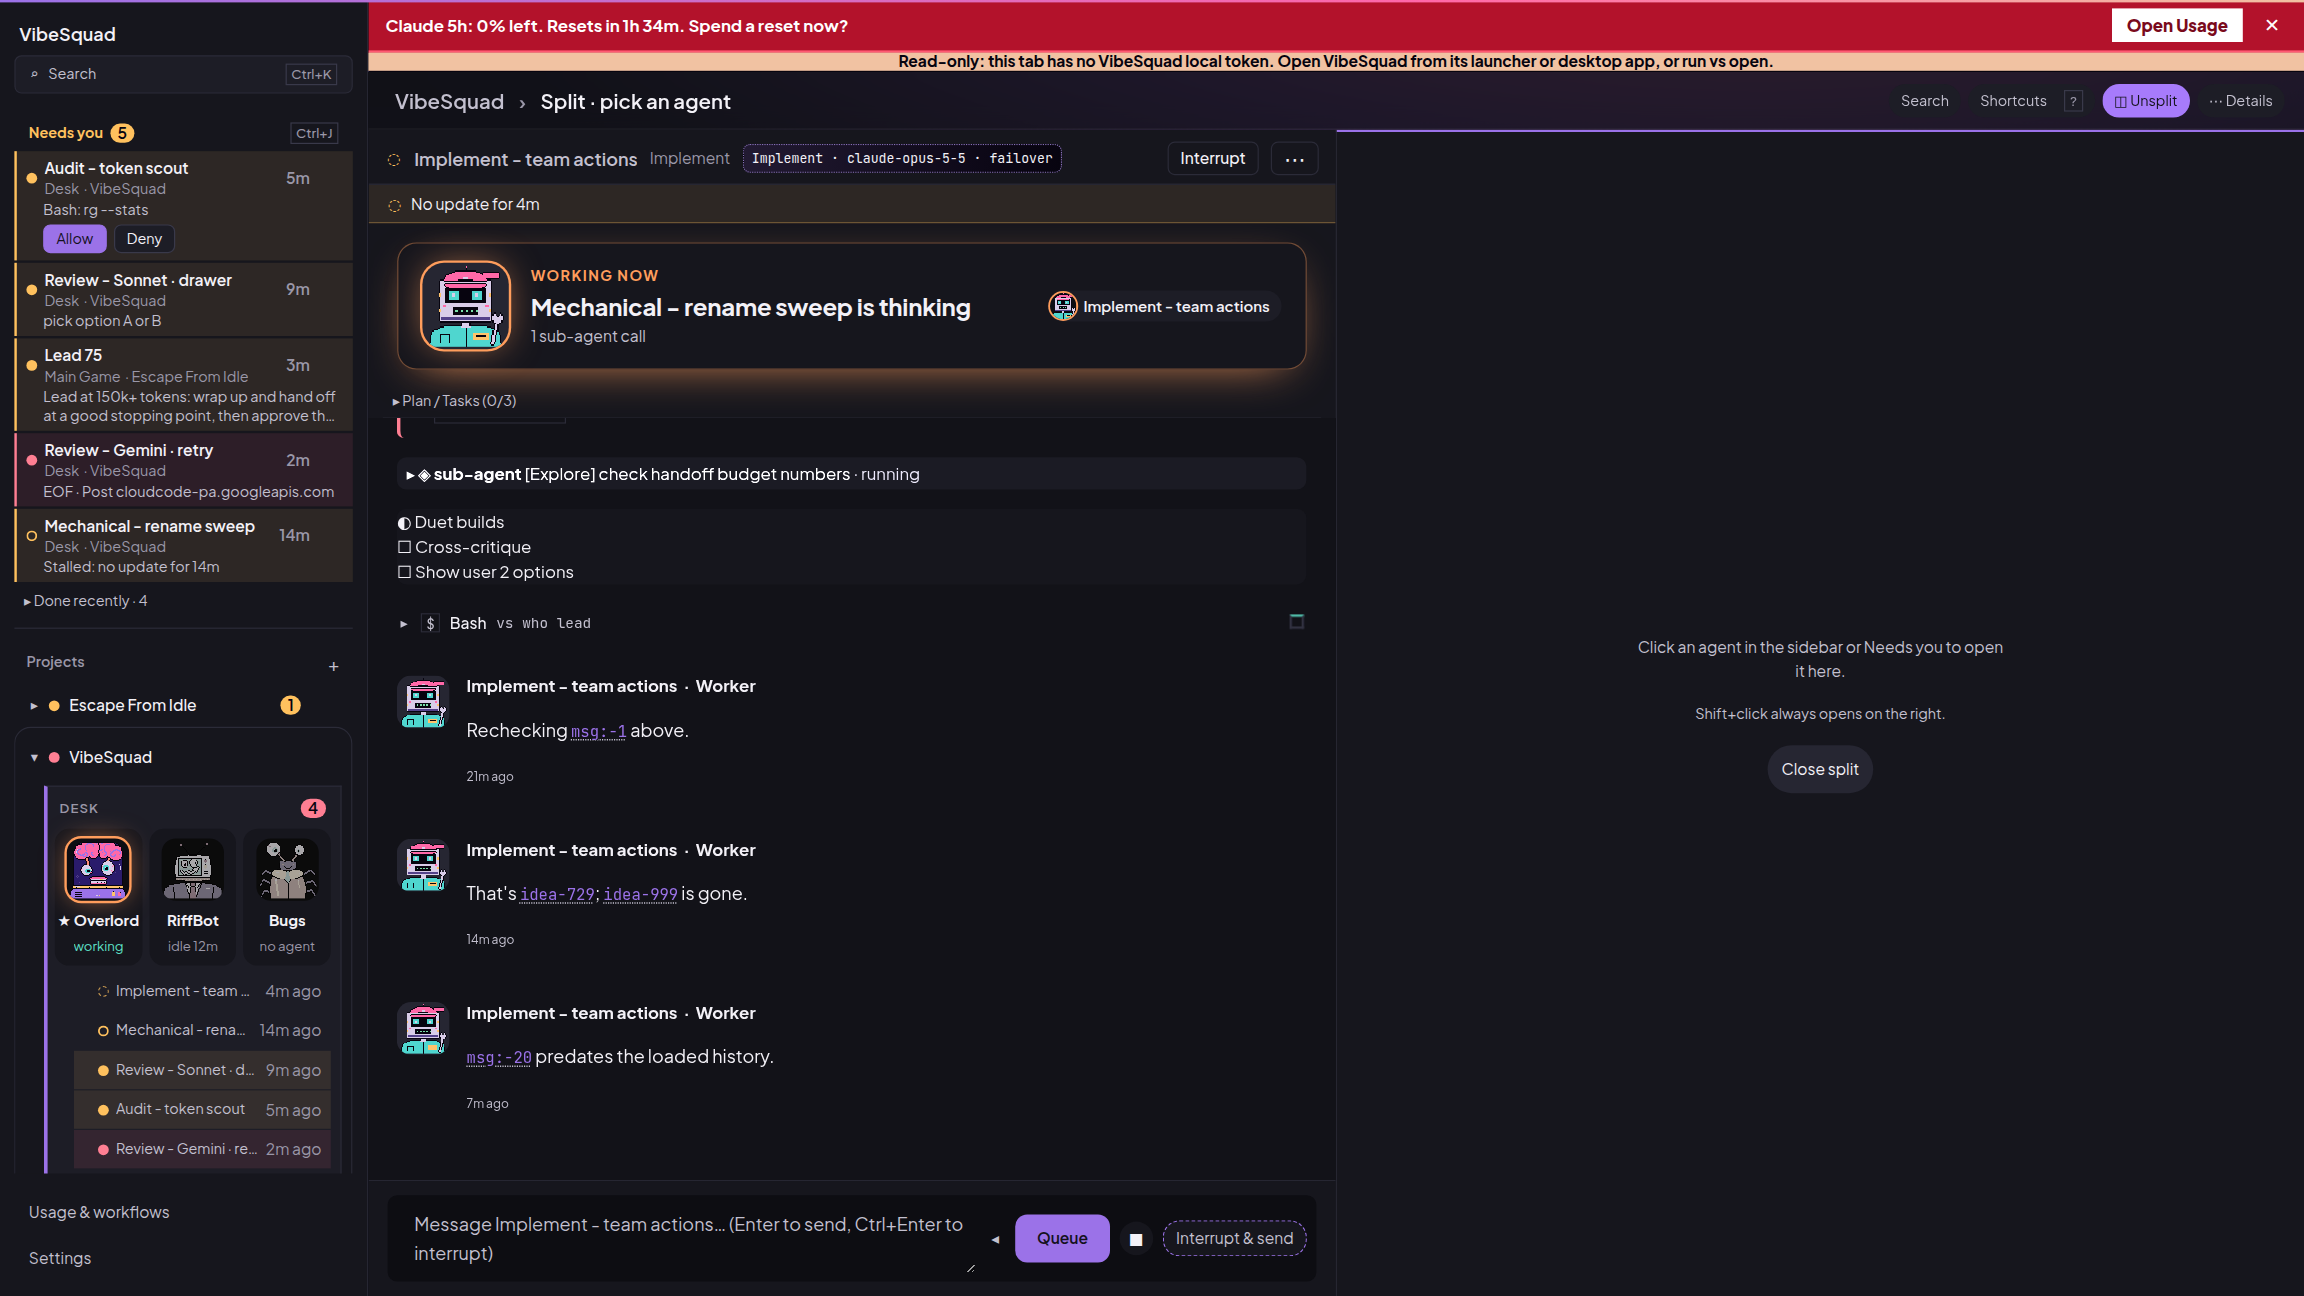 VibeSquad
Search Ctrl+K
Needs you 5 Ctrl+J
Audit - token scout 5m
Desk · VibeSquad
Bash: rg --stats
Allow Deny
Review - Sonnet · drawer 9m
Desk · VibeSquad
pick option A or B
Lead 75 3m
Main Game · Escape From Idle
Lead at 150k+ tokens: wrap up and hand off
at a good stopping point, then approve th…
Review - Gemini · retry 2m
Desk · VibeSquad
EOF · Post cloudcode-pa.googleapis.com
Mechanical - rename sweep 14m
Desk · VibeSquad
Stalled: no update for 14m
Done recently · 4
Projects +
Escape From Idle 1
VibeSquad
DESK 4
★ Overlord RiffBot Bugs
working idle 12m no agent
Implement - team … 4m ago
Mechanical - rena… 14m ago
Review - Sonnet · d… 9m ago
Audit - token scout 5m ago
Review - Gemini · re… 2m ago
Usage & workflows
Settings
Claude 5h: 0% left. Resets in 1h 34m. Spend a reset now? Open Usage ✕
Read-only: this tab has no VibeSquad local token. Open VibeSquad from its launcher or desktop app, or run vs open.
VibeSquad › Split · pick an agent Search Shortcuts ? Unsplit ··· Details
Implement - team actions Implement Implement · claude-opus-5-5 · failover Interrupt ···
No update for 4m
WORKING NOW
Mechanical - rename sweep is thinking
1 sub-agent call
Implement - team actions
Plan / Tasks (0/3)
sub-agent [Explore] check handoff budget numbers · running
Duet builds
Cross-critique
Show user 2 options
$ Bash vs who lead
Implement - team actions · Worker
Rechecking msg:-1 above.
21m ago
Implement - team actions · Worker
That's idea-729; idea-999 is gone.
14m ago
Implement - team actions · Worker
msg:-20 predates the loaded history.
7m ago
Message Implement - team actions… (Enter to send, Ctrl+Enter to
interrupt)
Queue Interrupt & send
Click an agent in the sidebar or Needs you to open
it here.
Shift+click always opens on the right.
Close split